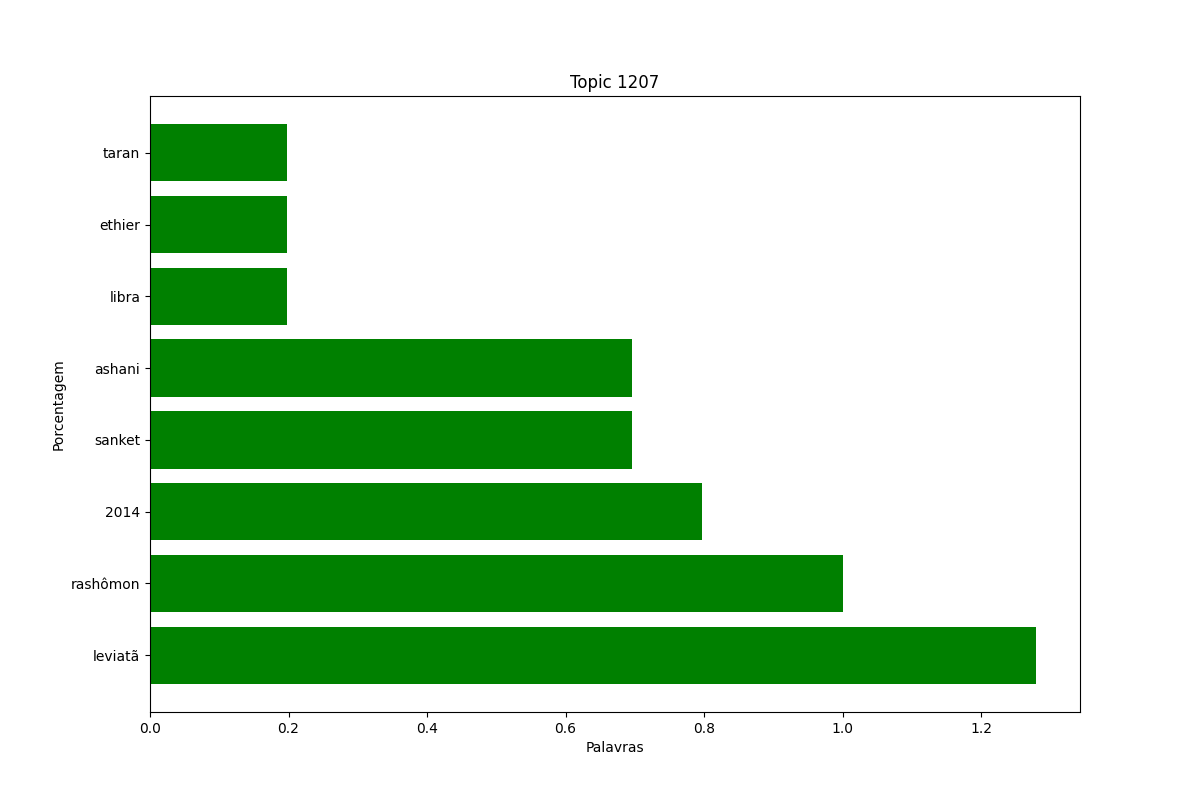 Topic 1207
taran
ethier
libra
ashani
sanket
2014
rashômon
leviatã
Porcentagem
0.0 0.2 0.4 0.6 0.8 1.0 1.2
Palavras